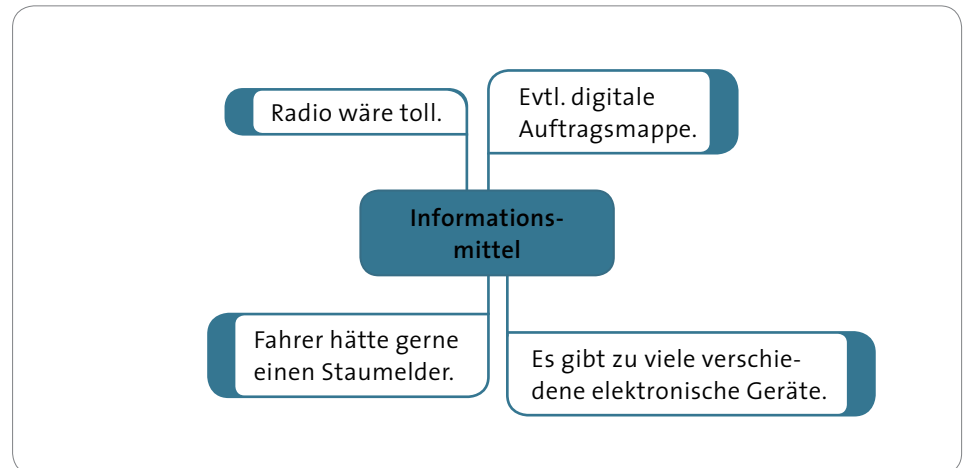 Radio wäre toll.
Evtl. digitale
Auftragsmappe.
Informations-
mittel
Fahrer hätte gerne
einen Staumelder.
Es gibt zu viele verschie-
dene elektronische Geräte.